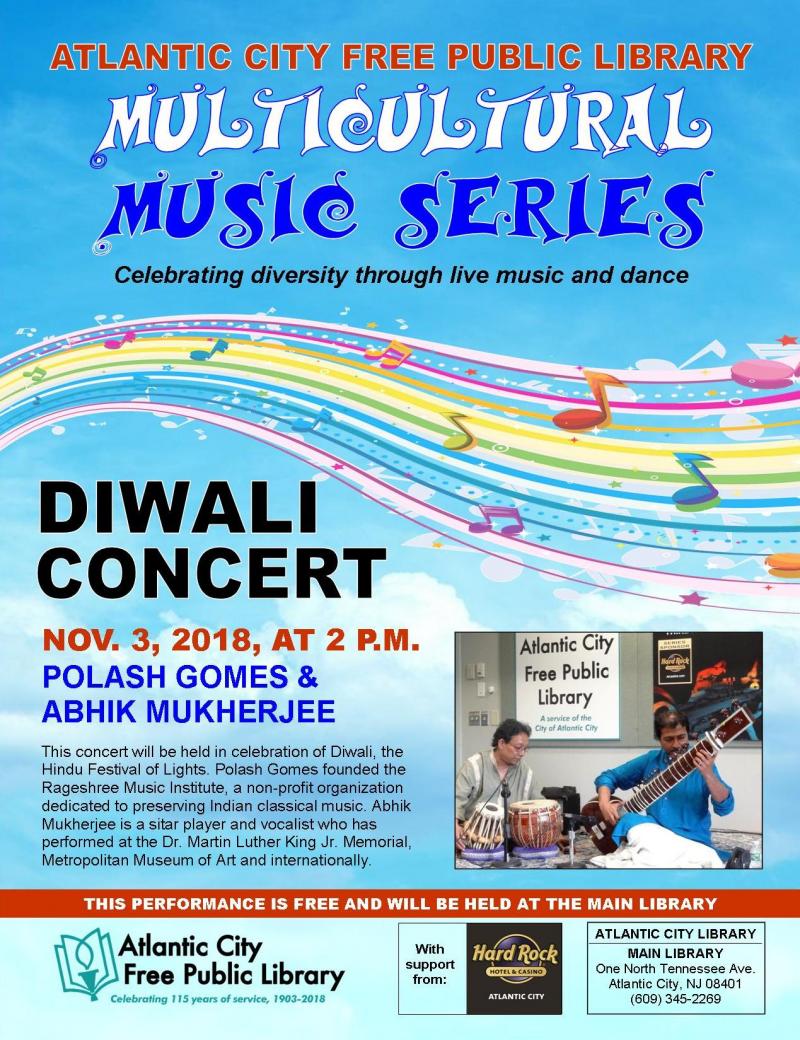 ATLANTIC CITY FREE PUBLIC LIBRARY
MULTICULTURAL
MUSIC SERIES
Celebrating diversity through live music and dance
DIWALI
CONCERT
NOV. 3, 2018, AT 2 P.M.
POLASH GOMES &
ABHIK MUKHERJEE
This concert will be held in celebration of Diwali, the
Hindu Festival of Lights. Polash Gomes founded the
Rageshree Music Institute, a non-profit organization
dedicated to preserving Indian classical music. Abhik
Mukherjee is a sitar player and vocalist who has
performed at the Dr. Martin Luther King Jr. Memorial,
Metropolitan Museum of Art and internationally.
Atlantic City
Free Public
Library
A service of the
City of Atlantic City
SERIES
SPONSOR
Hard Rock
THIS PERFORMANCE IS FREE AND WILL BE HELD AT THE MAIN LIBRARY
Atlantic City
Free Public Library
Celebrating 115 years of service, 1903-2018
With
support
from:
Hard Rock
HOTEL & CASINO
ATLANTIC CITY
ATLANTIC CITY LIBRARY
MAIN LIBRARY
One North Tennessee Ave.
Atlantic City, NJ 08401
(609) 345-2269